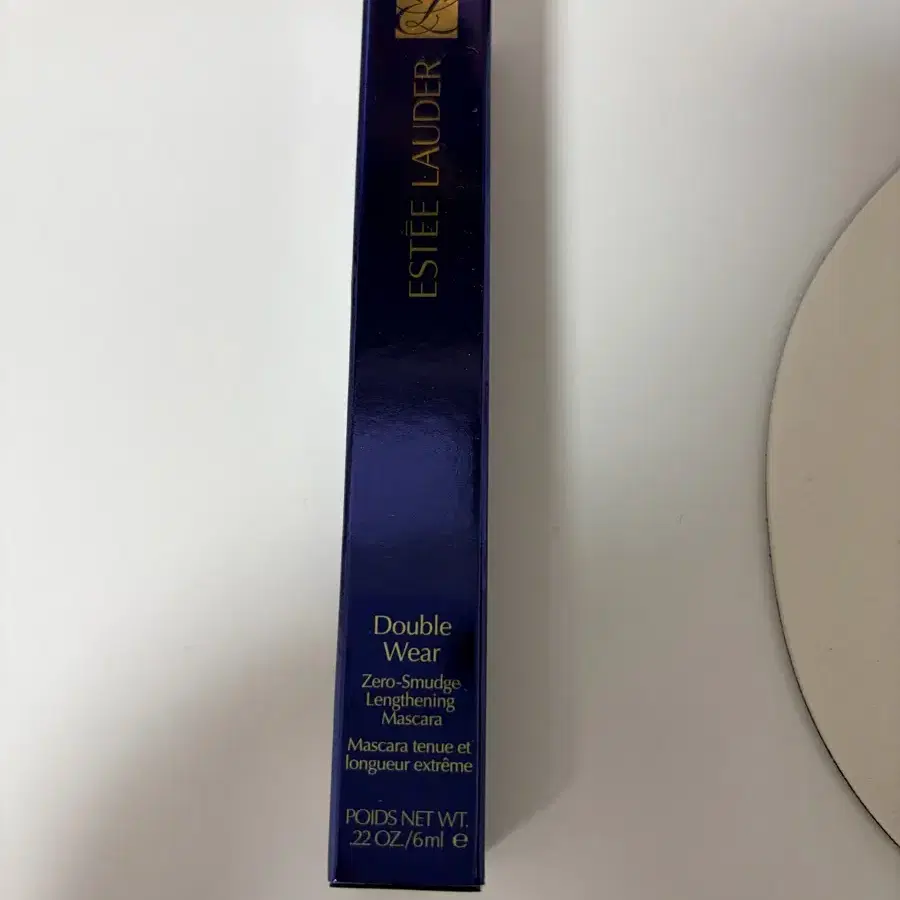 ESTĒE LAUDER
Double
Wear
Zero-Smudge
Lengthening
Mascara
Mascara tenue et
longueur extrême
POIDS NET WT.
.22 OZ./6ml e